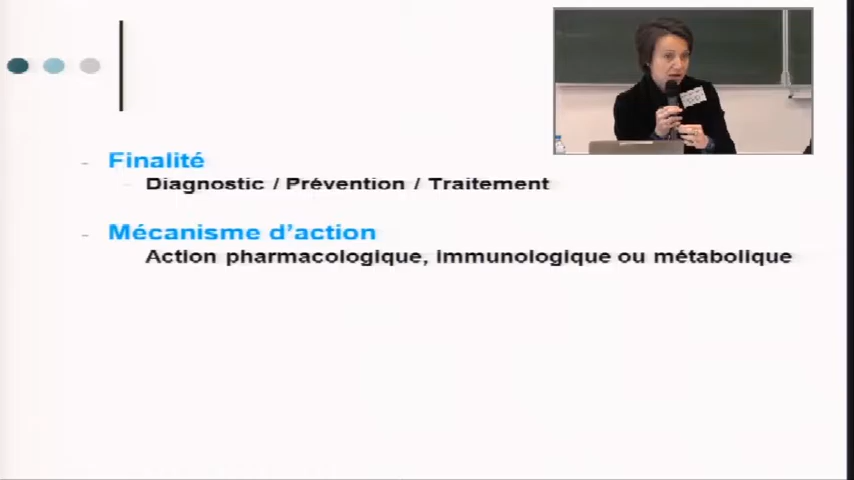 - Finalité
- Diagnostic / Prévention / Traitement
- Mécanisme d'action
Action pharmacologique, immunologique ou métabolique